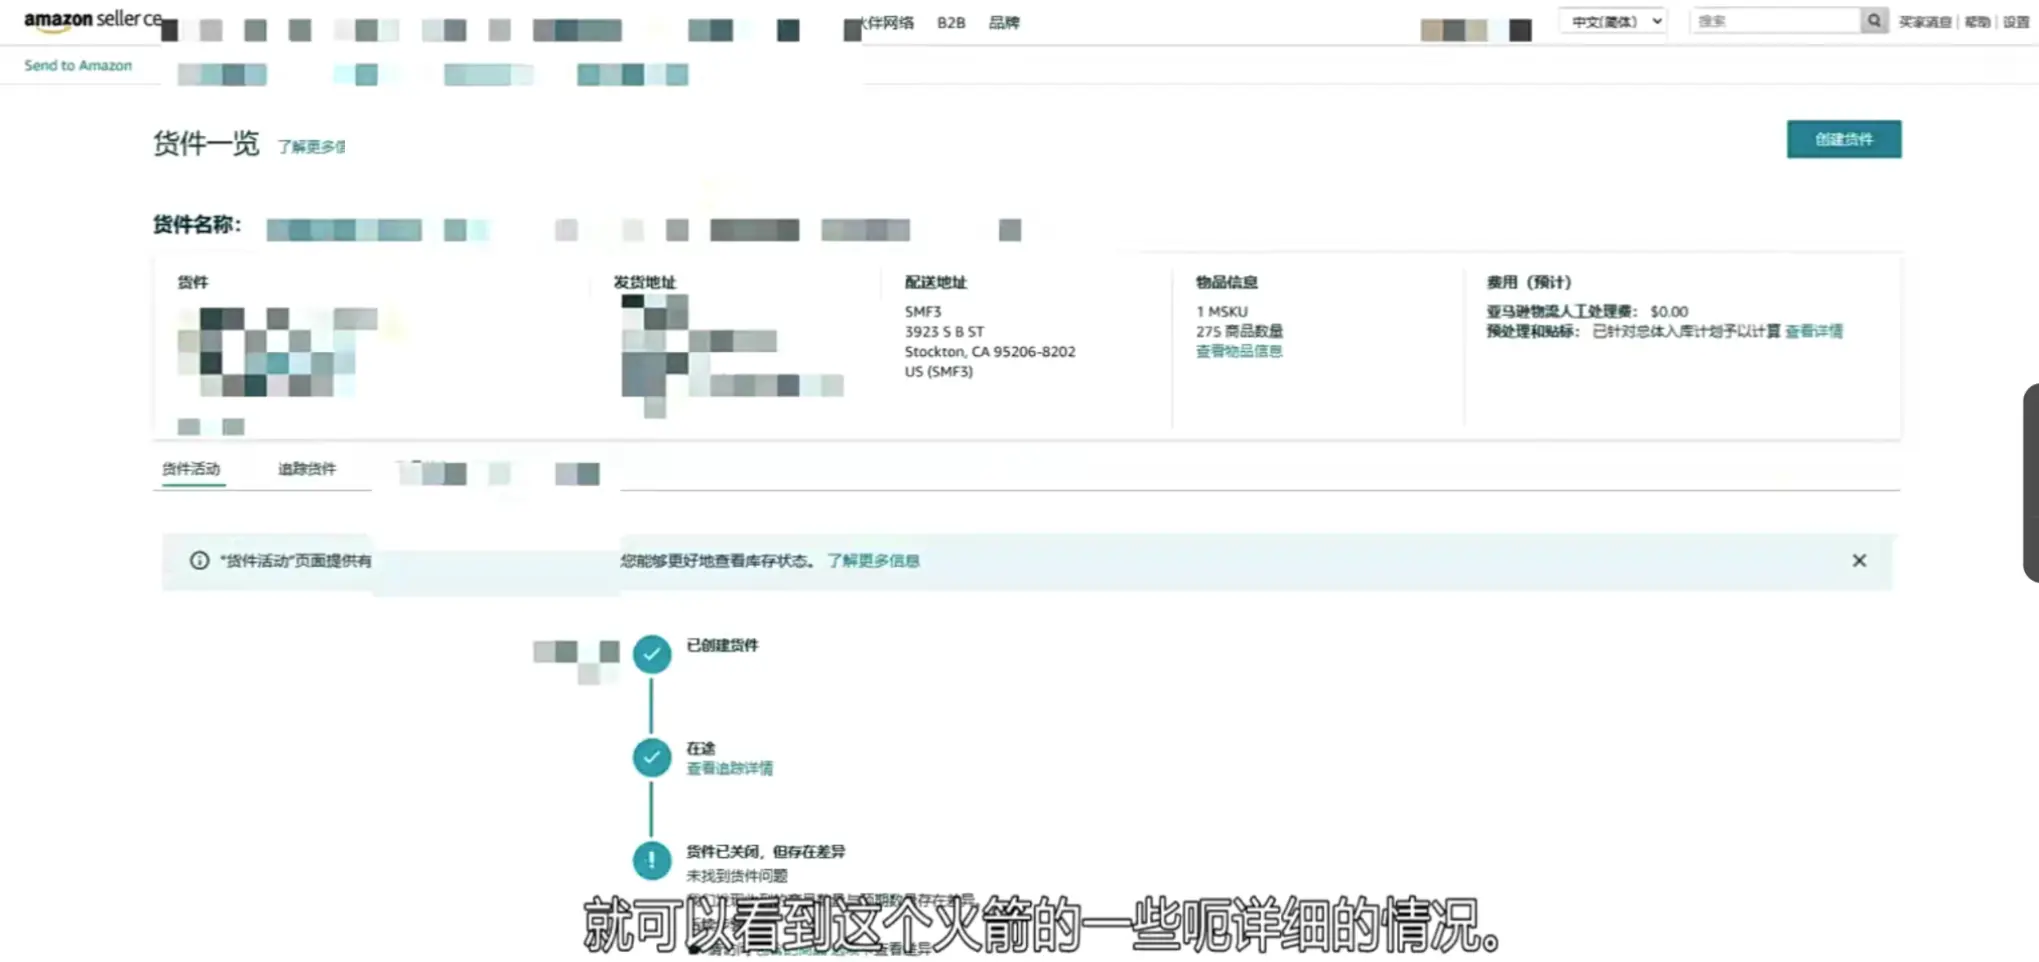 amazon seller ce
伙伴网络 B2B 品牌
中文(简体)
搜索
买家消息 | 帮助 | 设置
Send to Amazon
货件一览 了解更多信
创建货件
货件名称：
货件
发货地址
配送地址
SMF3
3923 S B ST
Stockton, CA 95206-8202
US (SMF3)
物品信息
1 MSKU
275 商品数量
查看物品信息
费用（预计）
亚马逊物流人工处理费： $0.00
预处理和贴标： 已针对总体入库计划予以计算 查看详情
货件活动 追踪货件
“货件活动”页面提供有
您能够更好地查看库存状态。 了解更多信息
已创建货件
在途
查看追踪详情
货件已关闭，但存在差异
未找到货件问题
就可以看到这个火箭的一些呃详细的情况。